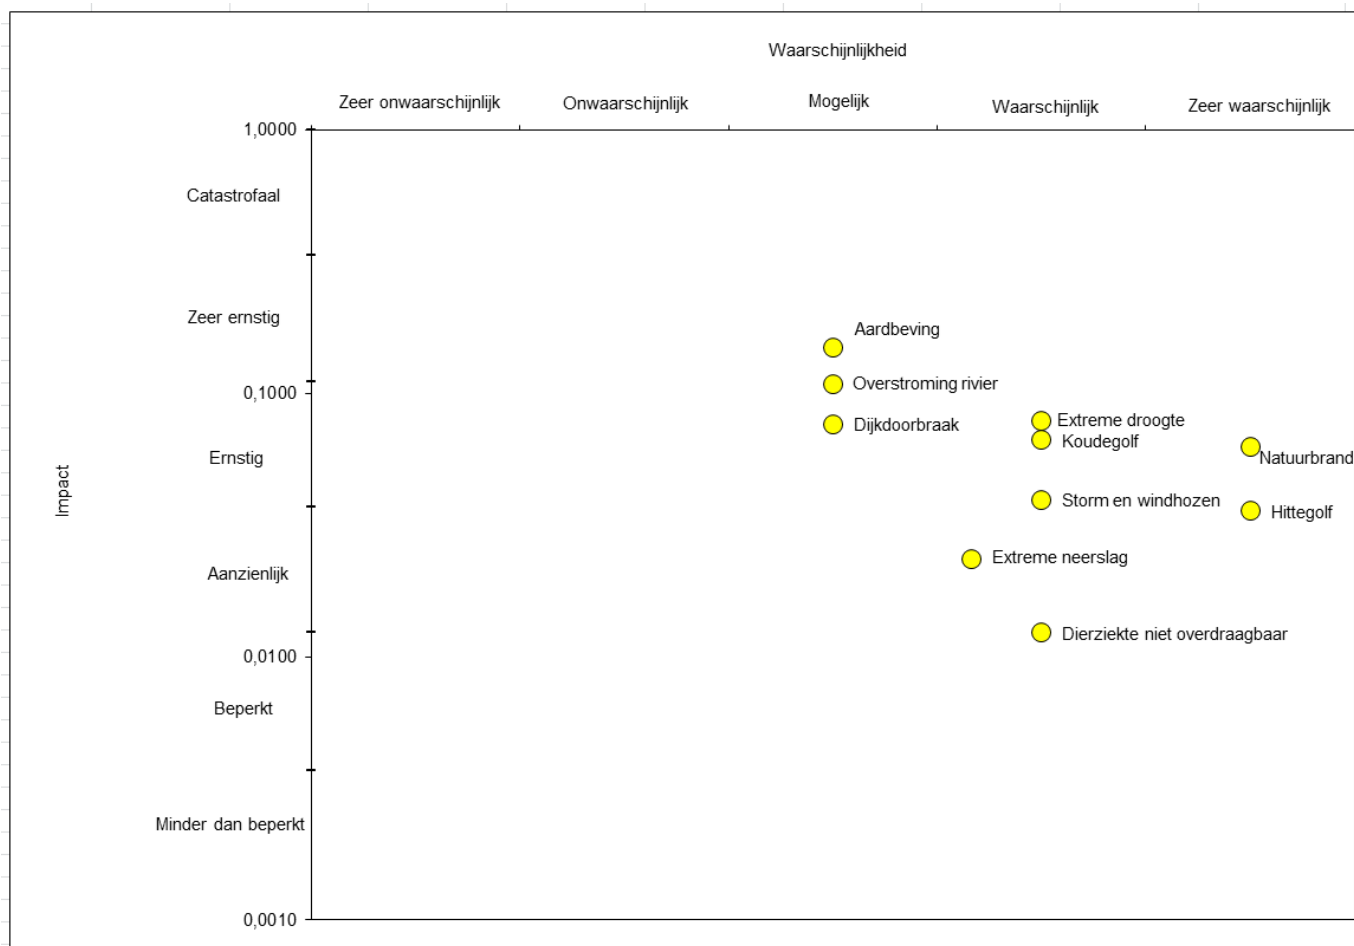 Waarschijnlijkheid
Zeer onwaarschijnlijk
Onwaarschijnlijk
Mogelijk
Waarschijnlijk
Zeer waarschijnlijk
1,0000
Catastrofaal
Zeer ernstig
Aardbeving
Overstroming rivier
0,1000
Extreme droogte
Dijkdoorbraak
Koudegolf
Ernstig
Natuurbrand
Impact
Storm en windhozen
Hittegolf
Extreme neerslag
Aanzienlijk
Dierziekte niet overdraagbaar
0,0100
Beperkt
Minder dan beperkt
0,0010